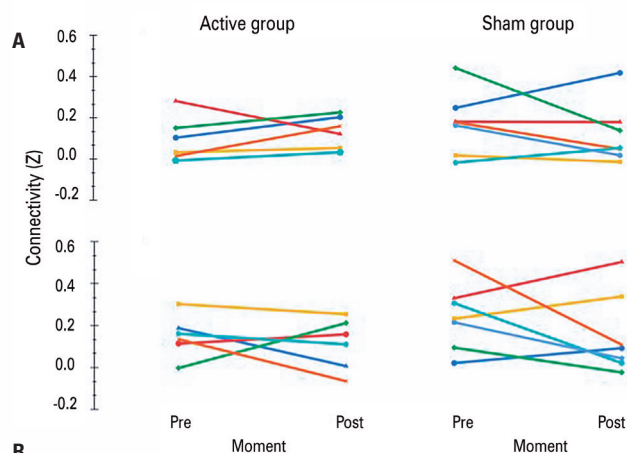 Active group
Sham group
A
0.6
0.4
0.2
0.0
-0.2
Connectivity (Z)
0.6
0.4
0.2
0.0
-0.2
Pre
Post
Pre
Post
Moment
Moment
B